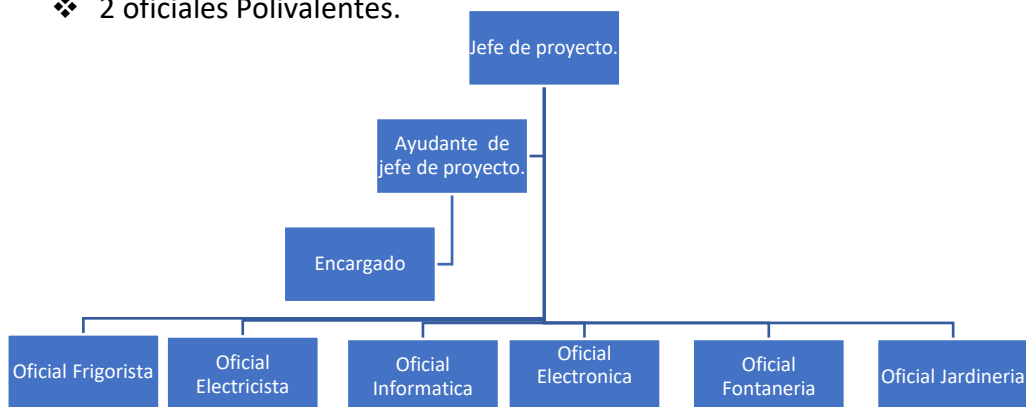 ❖ 2 oficiales Polivalentes.
Jefe de proyecto.
Ayudante de
jefe de proyecto.
Encargado
Oficial Frigorista
Oficial
Electricista
Oficial
Informatica
Oficial
Electronica
Oficial
Fontaneria
Oficial Jardineria